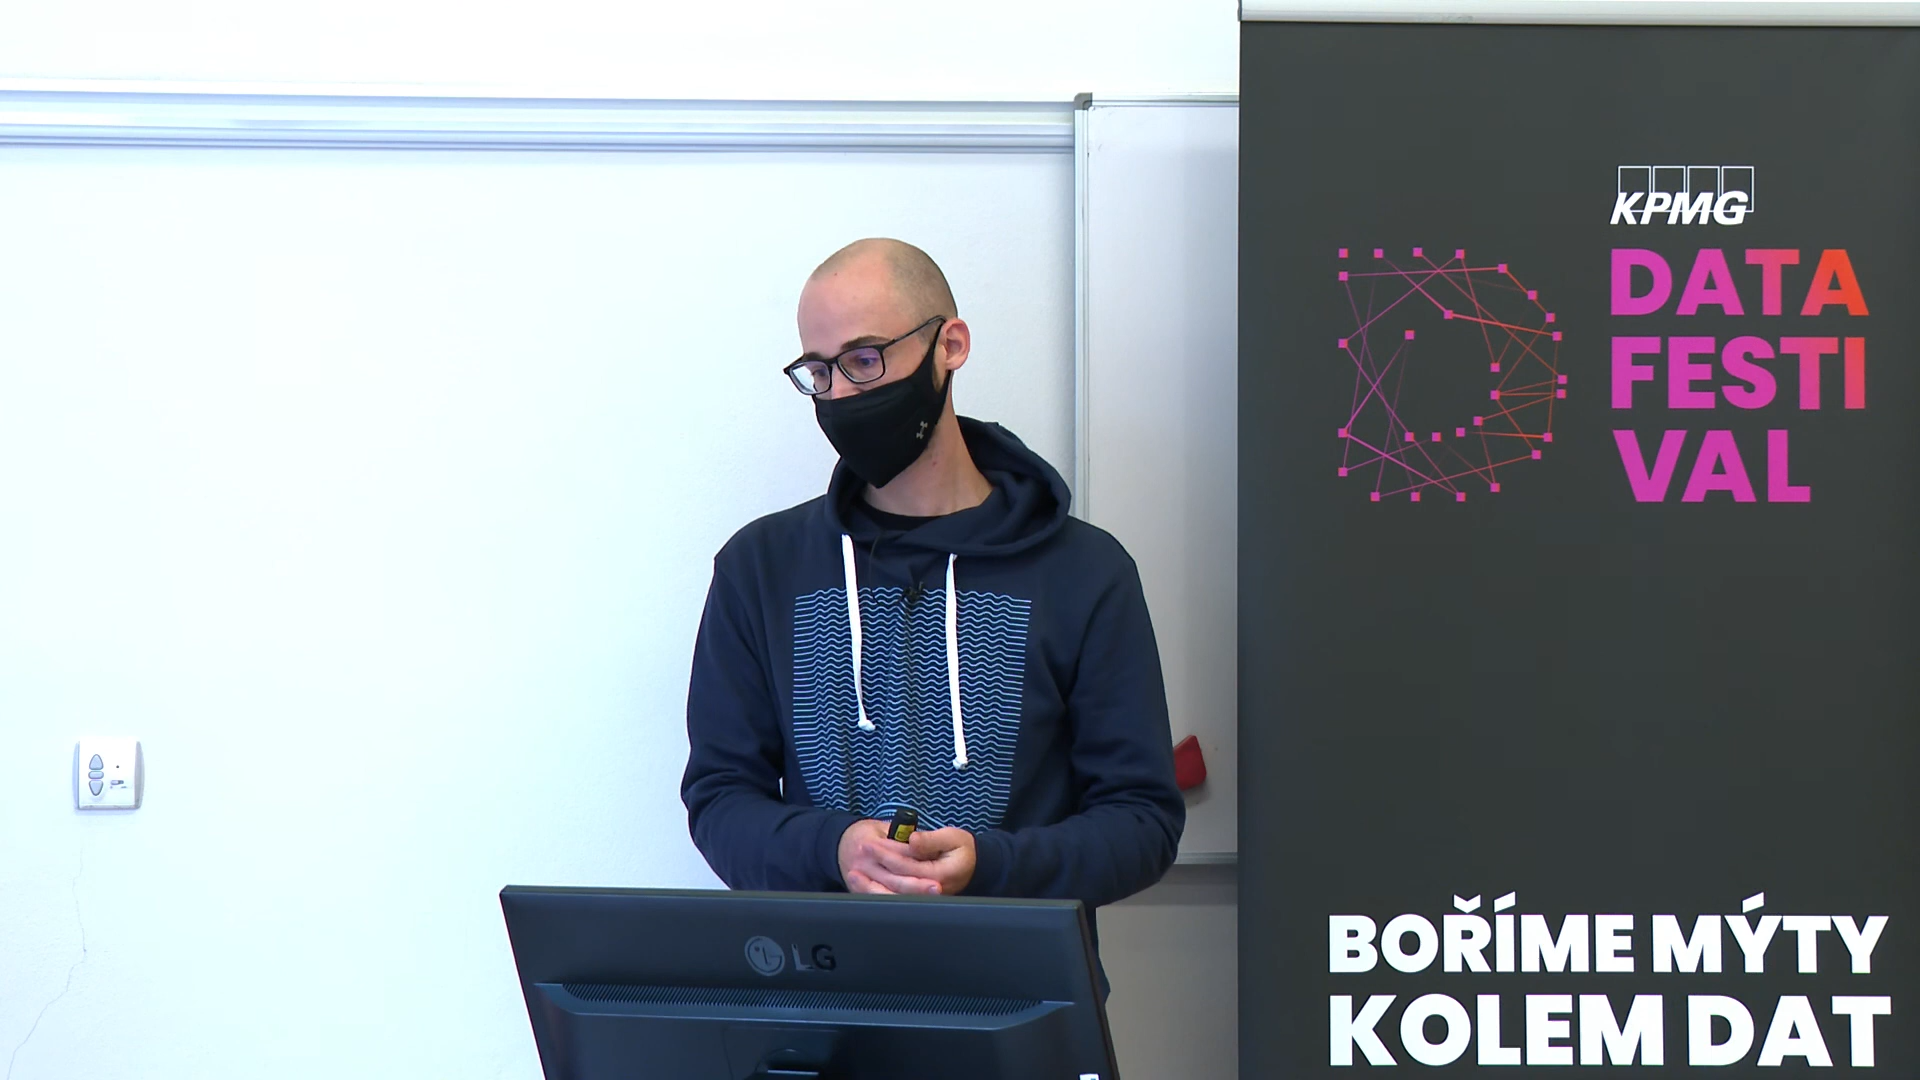 KPMG
DATA
FESTI
VAL
BOŘÍME MÝTY
KOLEM DAT
LG